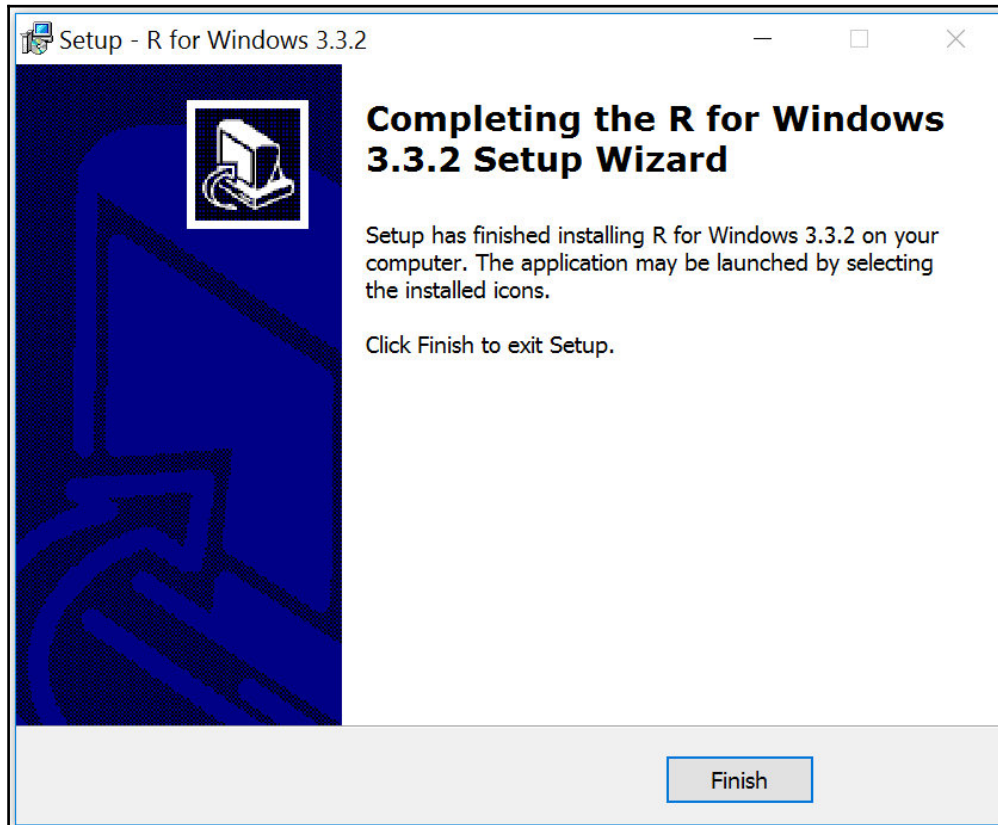 Setup - R for Windows 3.3.2
Completing the R for Windows
3.3.2 Setup Wizard
Setup has finished installing R for Windows 3.3.2 on your
computer. The application may be launched by selecting
the installed icons.
Click Finish to exit Setup.
Finish